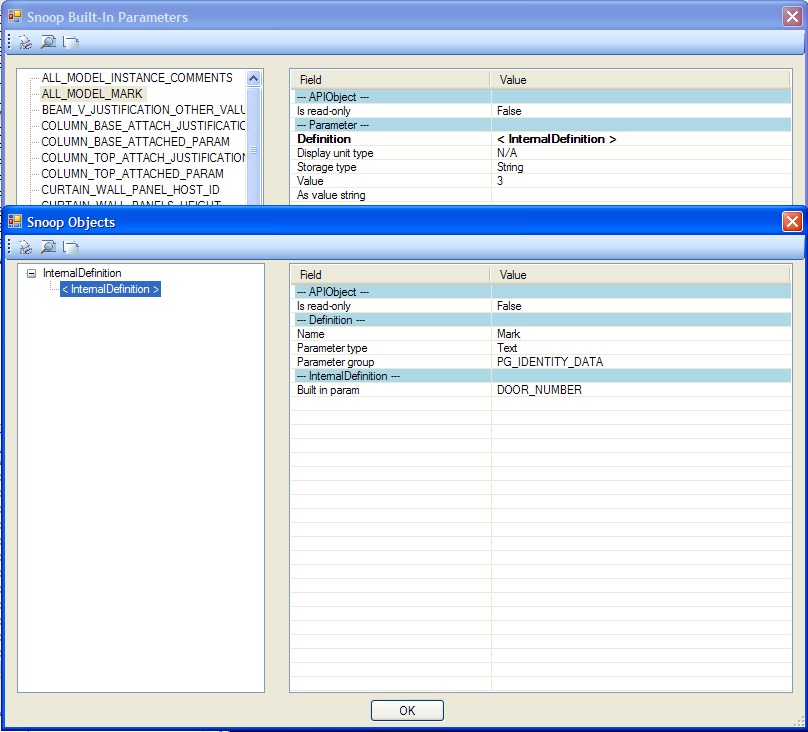 Snoop Built-In Parameters
ALL_MODEL_INSTANCE_COMMENTS
ALL_MODEL_MARK
BEAM_V_JUSTIFICATION_OTHER_VALU
COLUMN_BASE_ATTACH_JUSTIFICATIC
COLUMN_BASE_ATTACHED_PARAM
COLUMN_TOP_ATTACH_JUSTIFICATION
COLUMN_TOP_ATTACHED_PARAM
CURTAIN_WALL_PANEL_HOST_ID
CURTAIN_WALL_PANELS_HEIGHT
Field Value
--- APIObject ---
Is read-only False
--- Parameter ---
Definition < InternalDefinition >
Display unit type N/A
Storage type String
Value 3
As value string
Snoop Objects
InternalDefinition
< InternalDefinition >
Field Value
--- APIObject ---
Is read-only False
--- Definition ---
Name Mark
Parameter type Text
Parameter group PG_IDENTITY_DATA
--- InternalDefinition ---
Built in param DOOR_NUMBER
OK